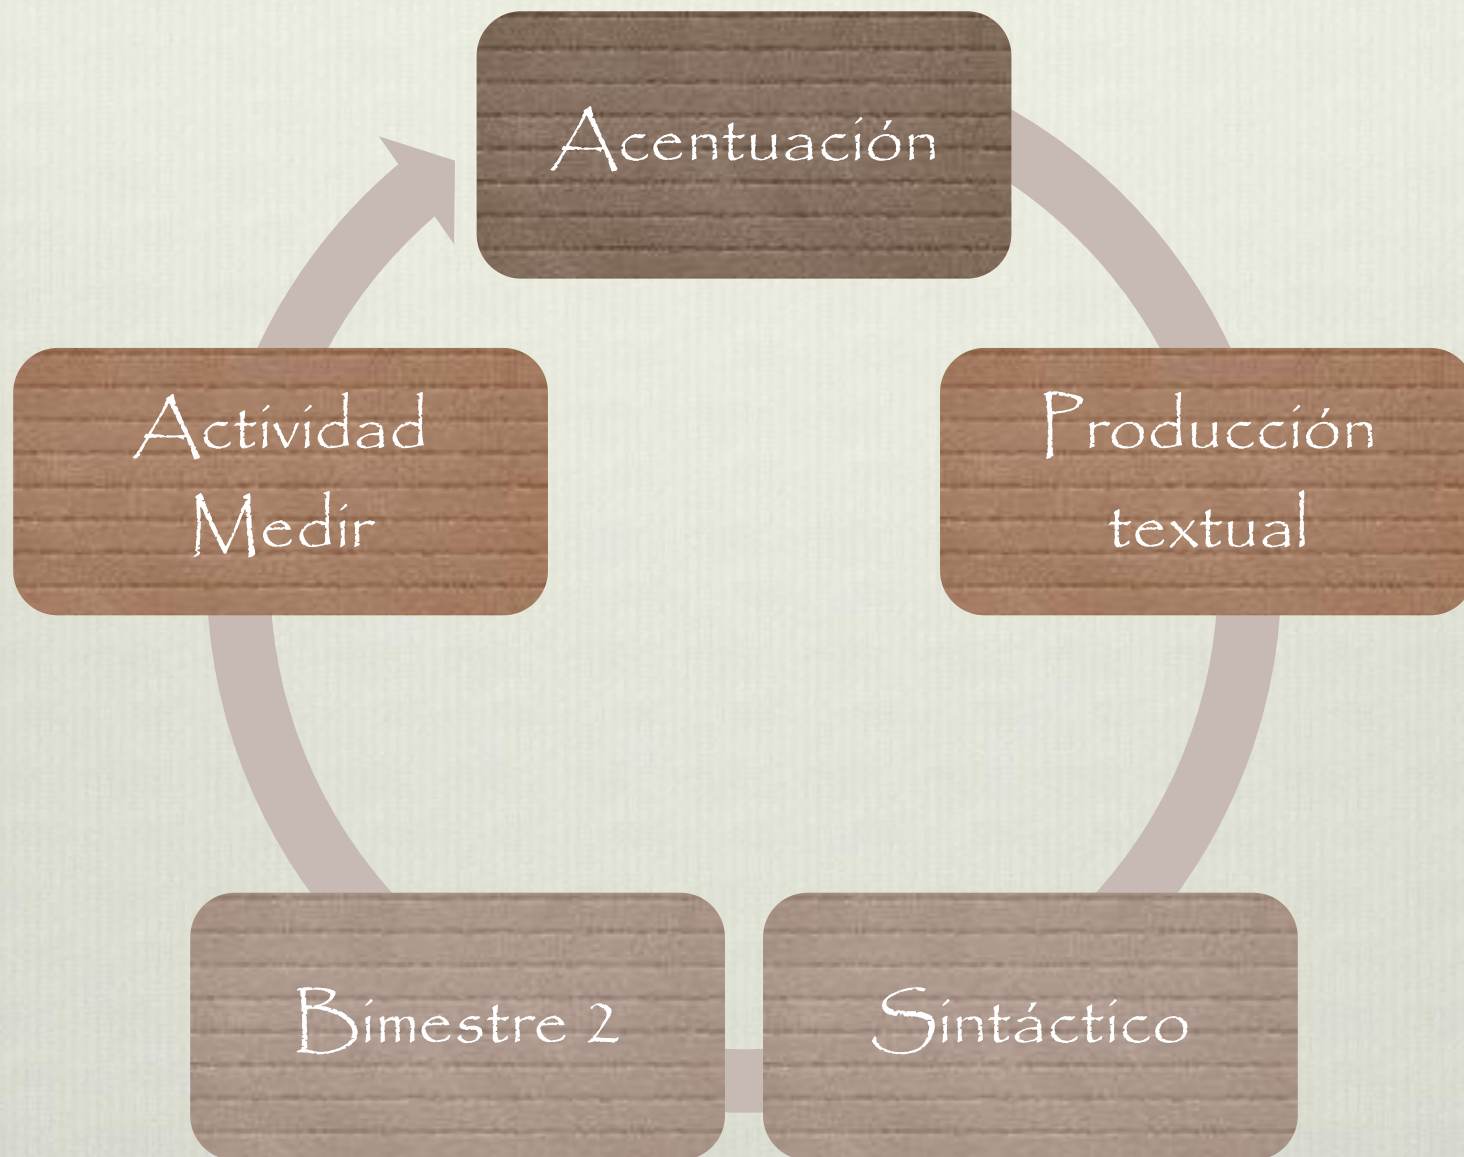 Acentuación
Producción
textual
Sintáctico
Bimestre 2
Actividad
Medir